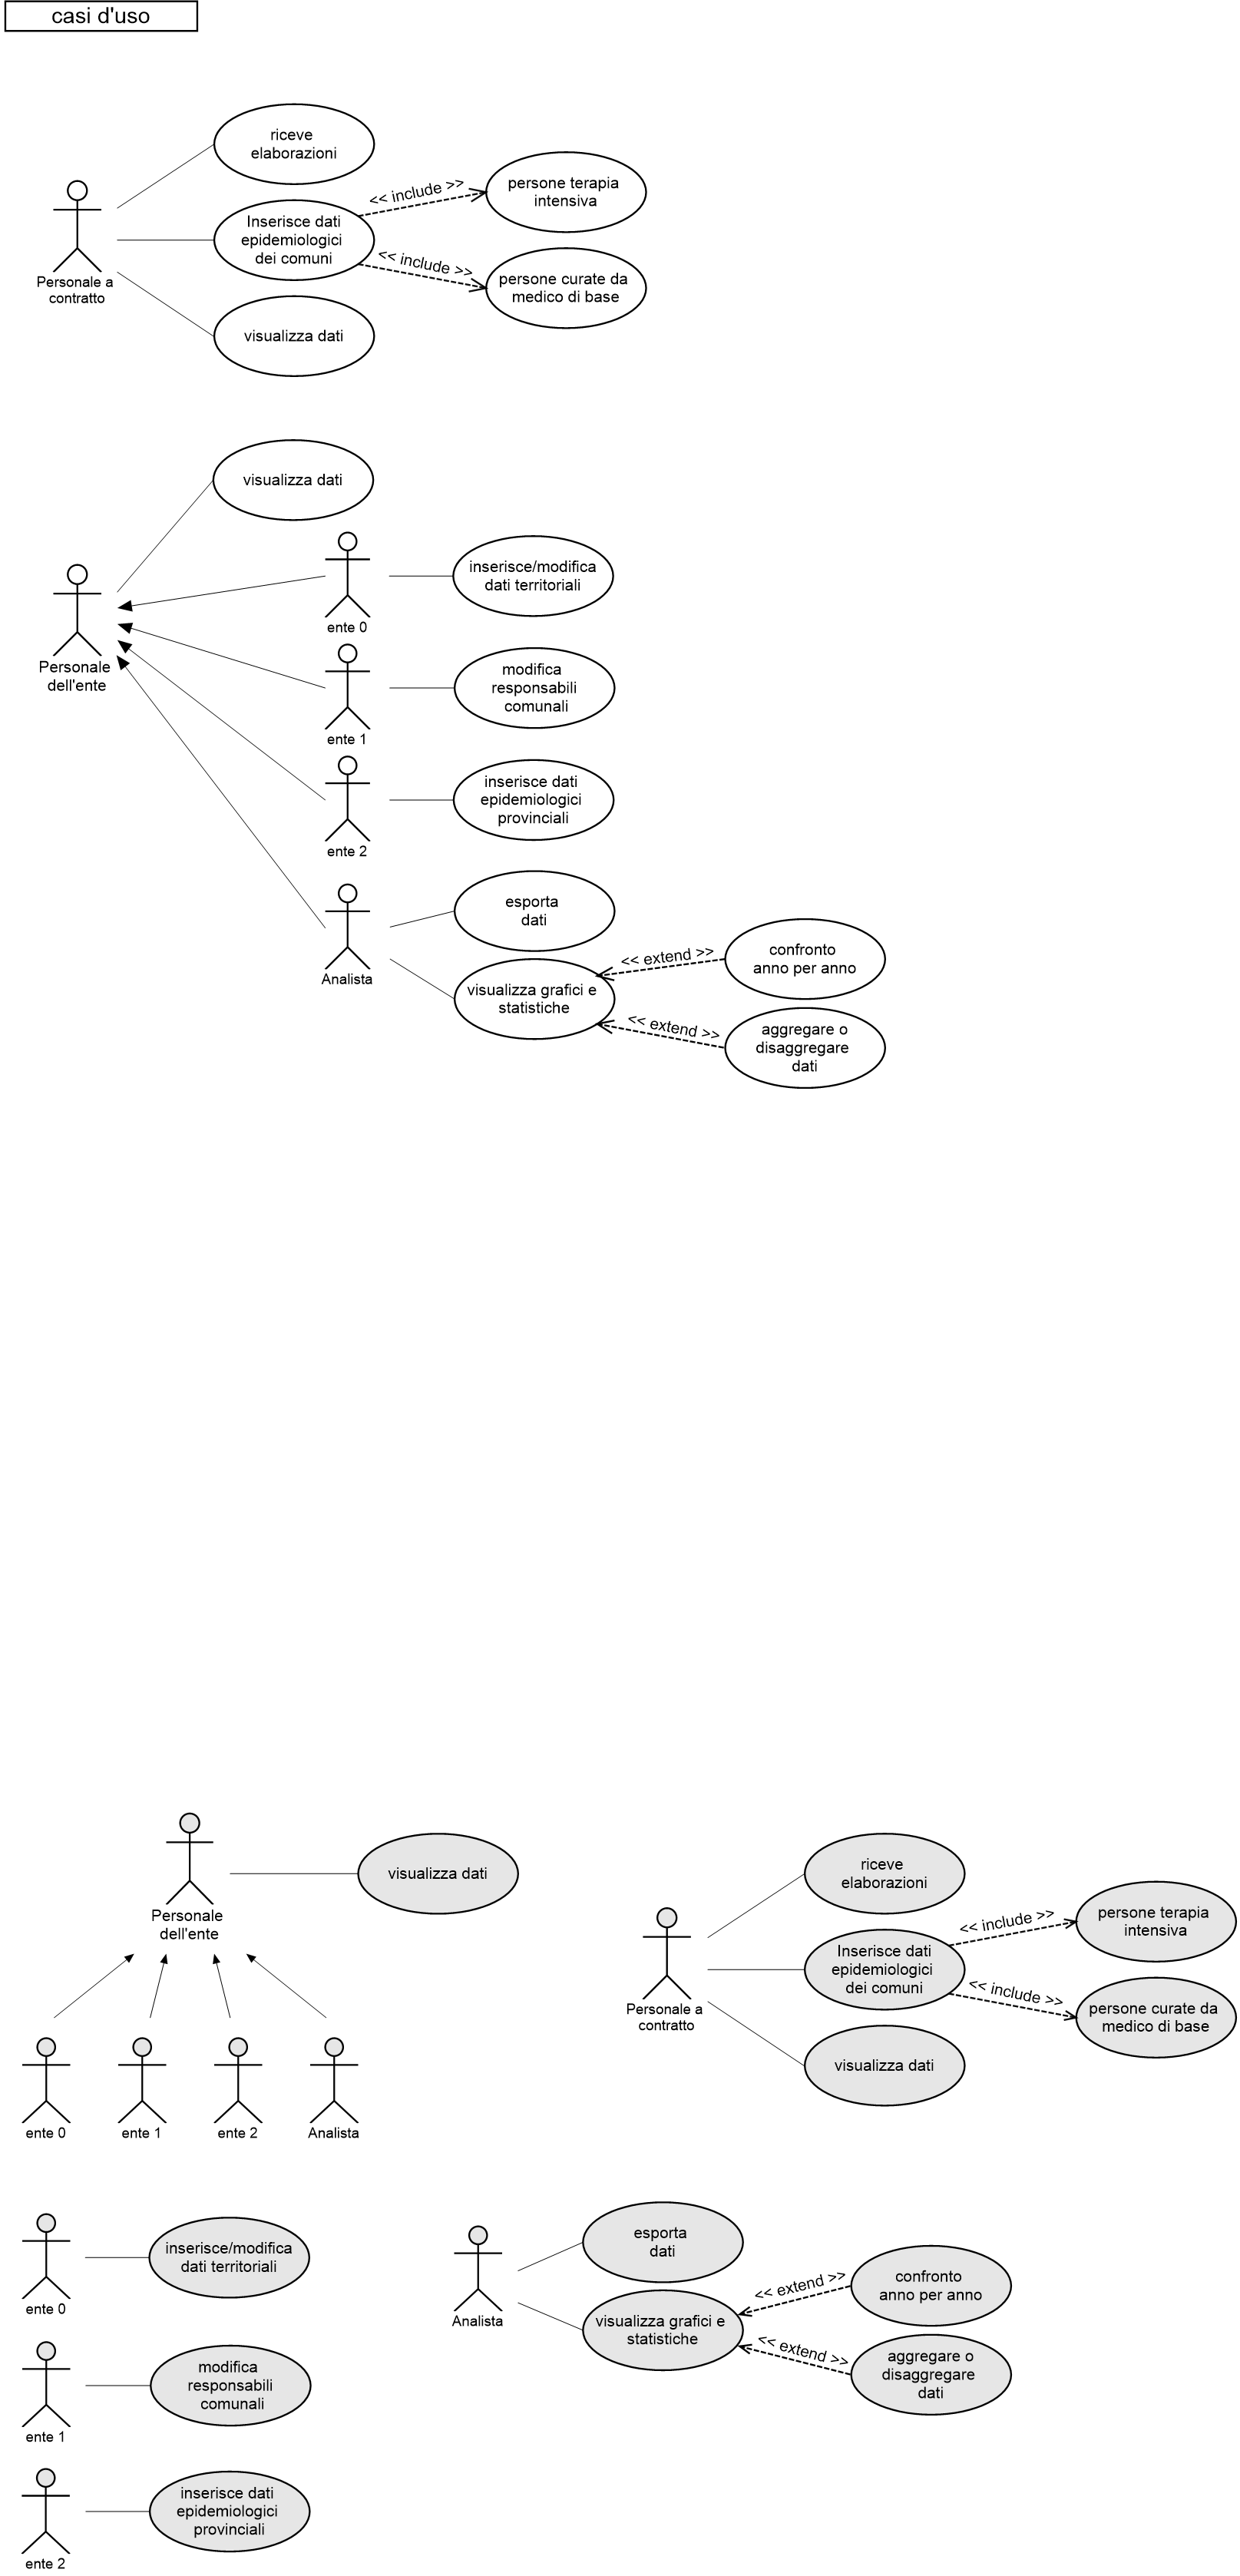 casi d'uso
riceve
elaborazioni
<< include >>
persone terapia
intensiva
Inserisce dati
epidemiologici
dei comuni
<< include >>
persone curate da
medico di base
Personale a
contratto
visualizza dati
visualizza dati
inserisce/modifica
dati territoriali
ente 0
Personale
dell'ente
modifica
responsabili
comunali
ente 1
inserisce dati
epidemiologici
provinciali
ente 2
esporta
dati
<< extend >>
confronto
anno per anno
Analista
visualizza grafici e
statistiche
<< extend >>
aggregare o
disaggregare
dati
visualizza dati
Personale
dell'ente
ente 0
ente 1
ente 2
Analista
riceve
elaborazioni
<< include >>
persone terapia
intensiva
Inserisce dati
epidemiologici
dei comuni
<< include >>
persone curate da
medico di base
Personale a
contratto
visualizza dati
inserisce/modifica
dati territoriali
ente 0
esporta
dati
<< extend >>
confronto
anno per anno
Analista
visualizza grafici e
statistiche
<< extend >>
aggregare o
disaggregare
dati
modifica
responsabili
comunali
ente 1
inserisce dati
epidemiologici
provinciali
ente 2